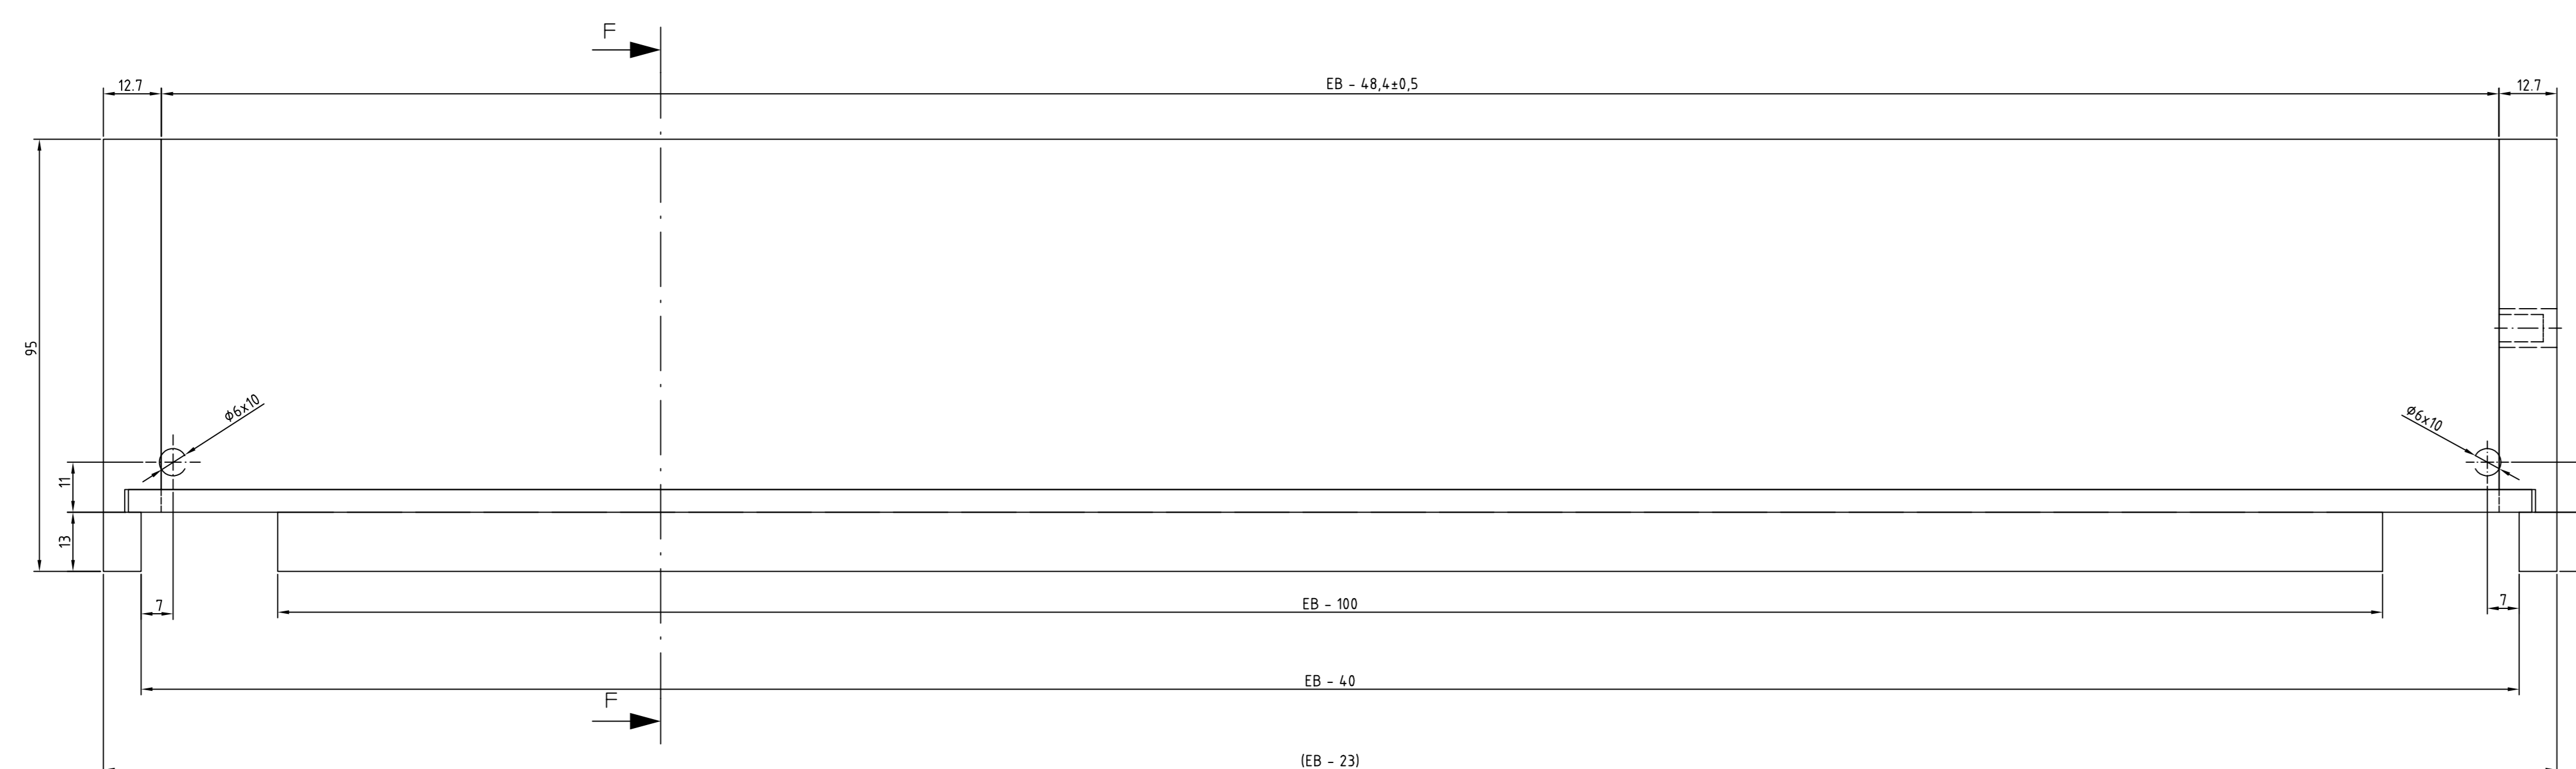 F
12.7
EB - 48,4±0,5
12.7
95
ø6x10
ø6x10
11
13
7
EB - 100
7
EB - 40
F
(EB - 23)